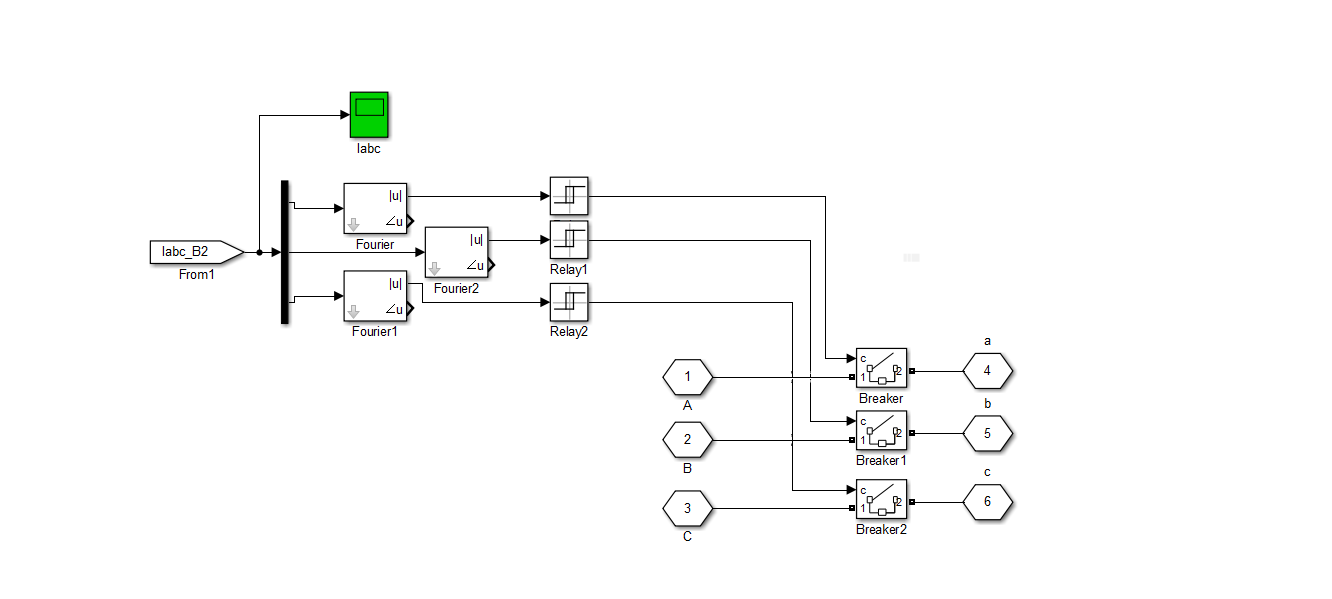 Iabc
|u|
∠u
Fourier
|u|
∠u
Fourier2
|u|
∠u
Fourier1
Iabc_B2
From1
Relay1
Relay2
1
A
2
B
3
C
c
1
2
Breaker
c
1
2
Breaker1
c
1
2
Breaker2
a
4
b
5
c
6